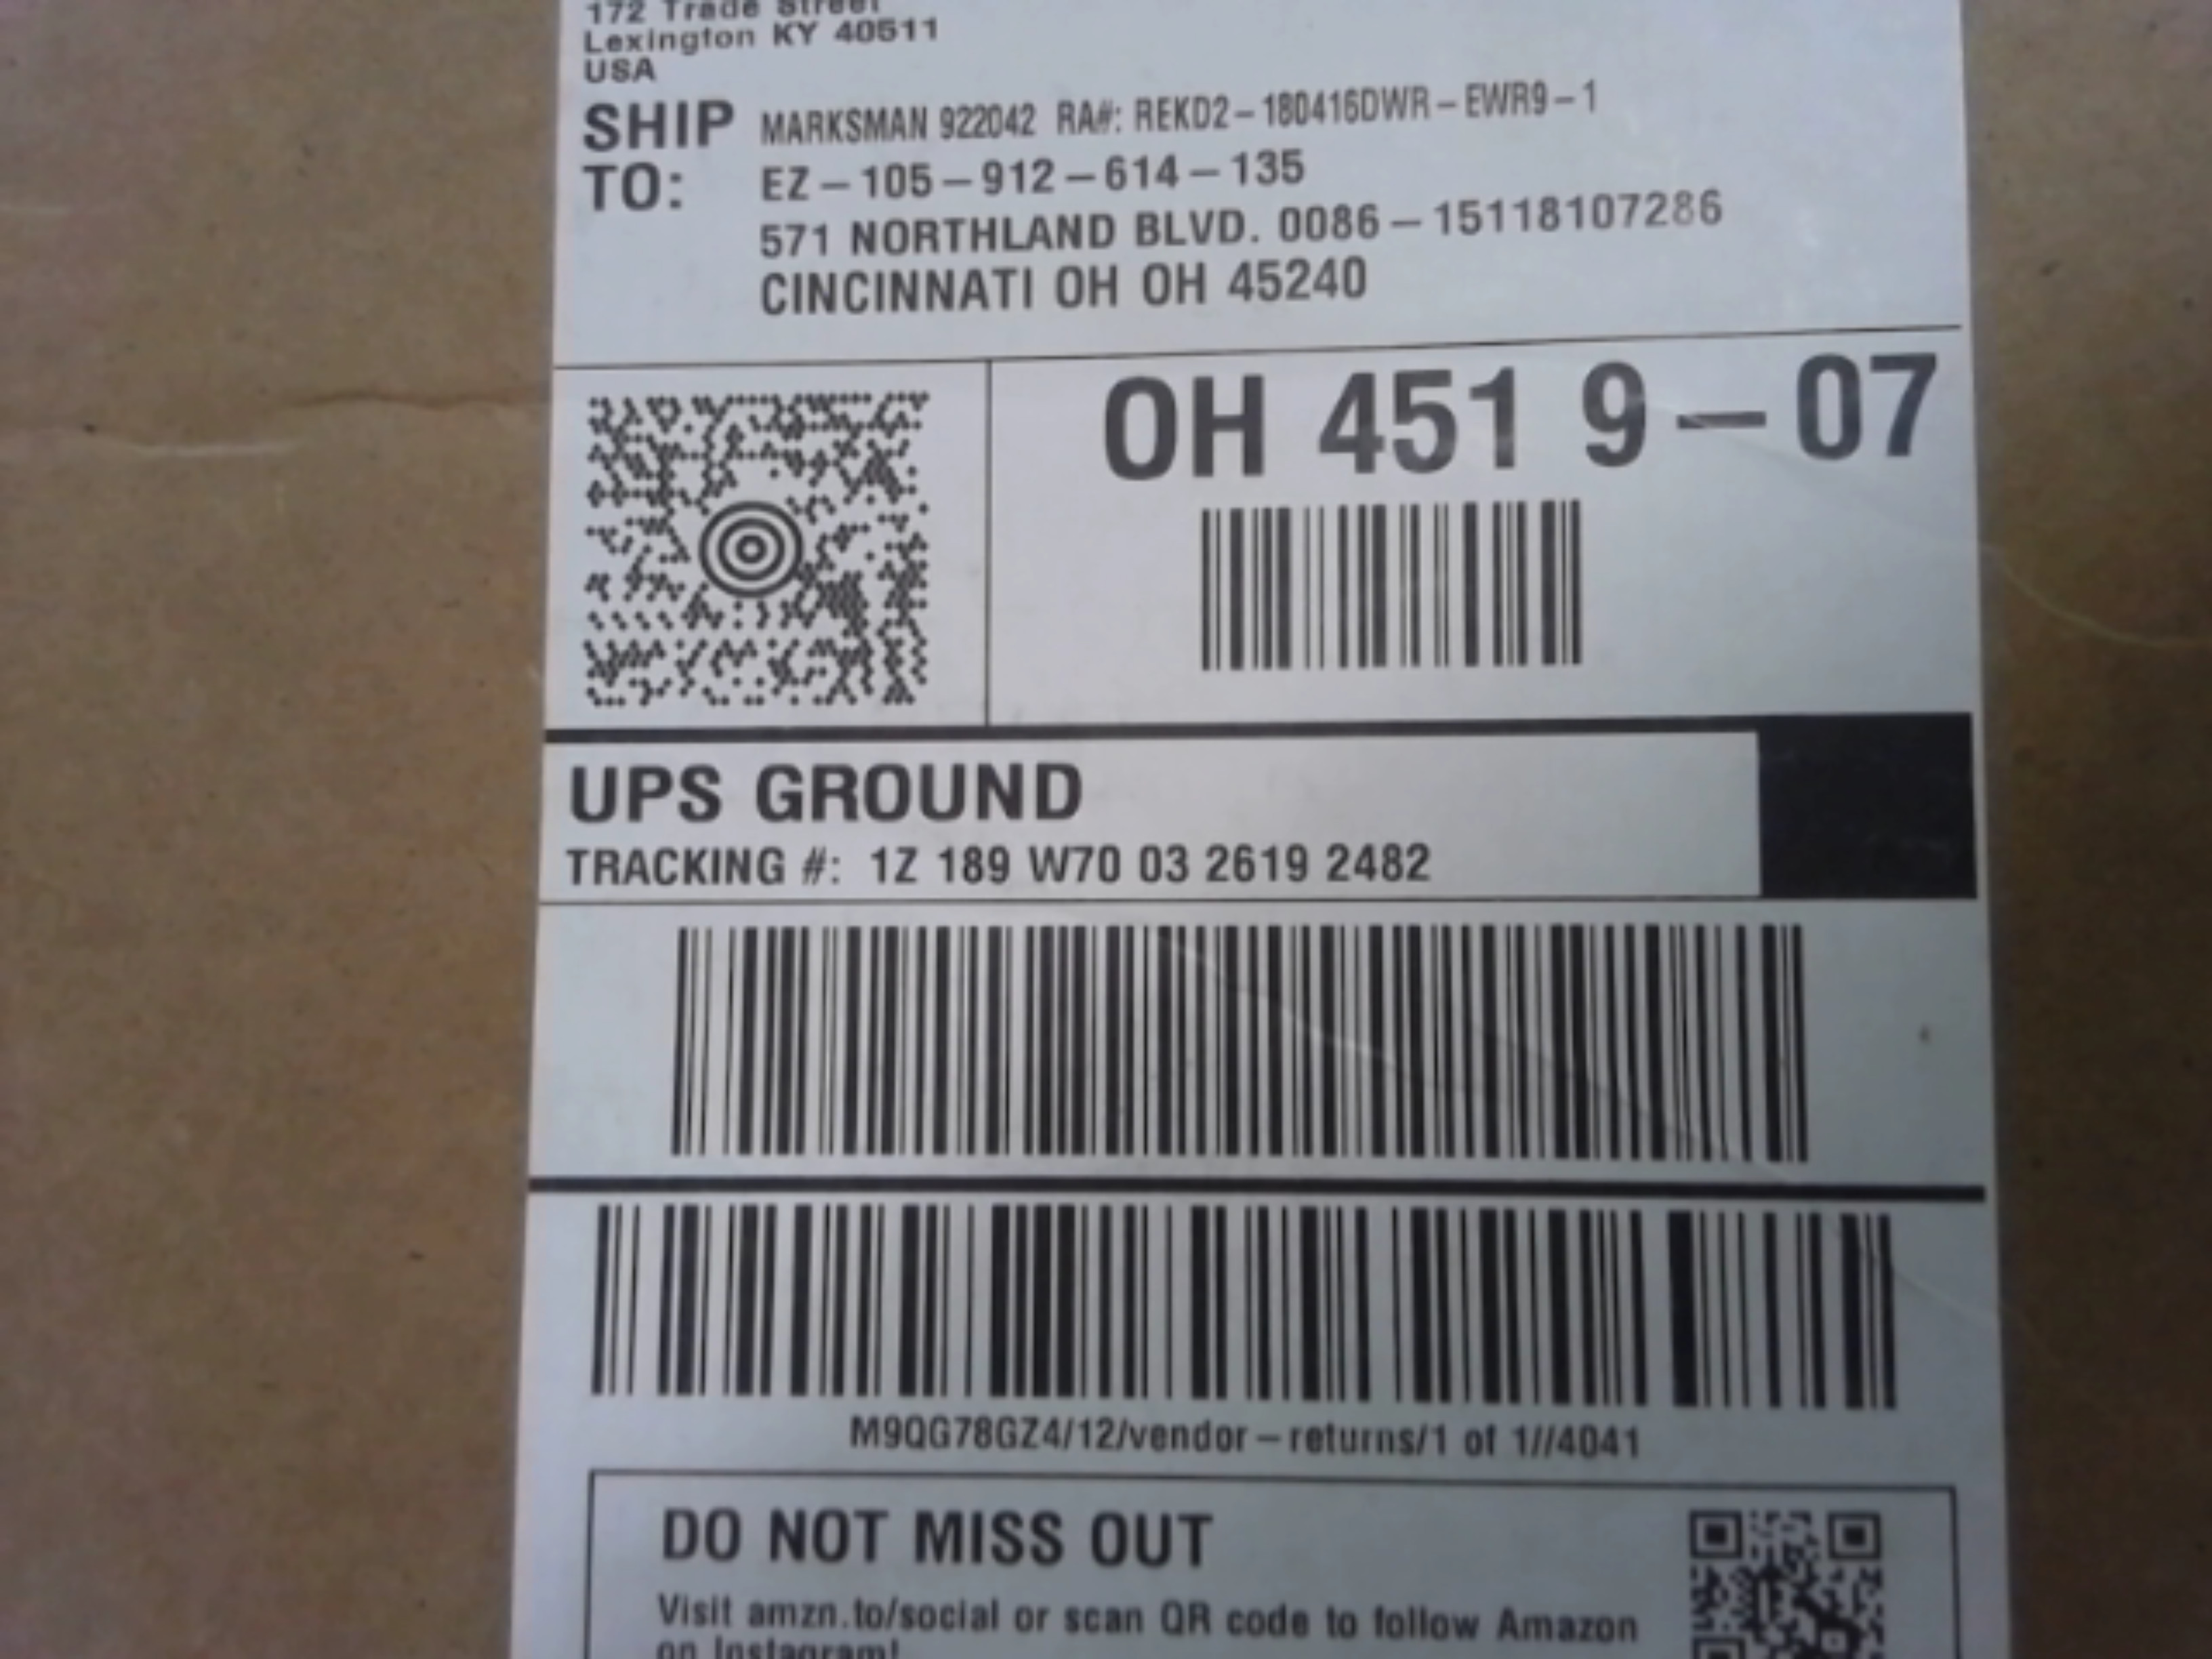 172 Trade Street
Lexington KY 40511
USA
SHIP TO:
MARKSMAN 922042 RA#: REKD2-180416DWR-EWR9-1
EZ-105-912-614-135
571 NORTHLAND BLVD. 0086-15118107286
CINCINNATI OH OH 45240
OH 451 9-07
UPS GROUND
TRACKING #: 1Z 189 W70 03 2619 2482
M9QG78GZ4/12/vendor-returns/1 of 1//4041
DO NOT MISS OUT
Visit amzn.to/social or scan QR code to follow Amazon
on Instagram!